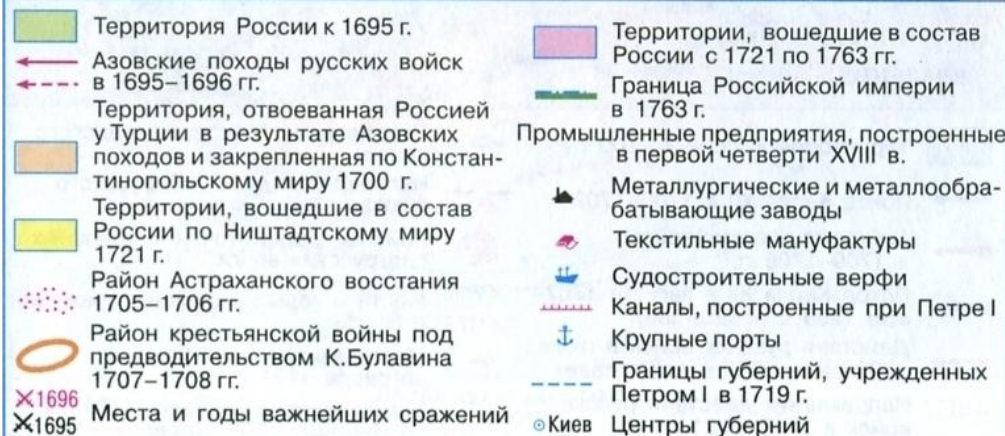 Территория России к 1695 г.
Азовские походы русских войск
в 1695–1696 гг.
Территория, отвоеванная Россией
у Турции в результате Азовских
походов и закрепленная по Констан-
тинопольскому миру 1700 г.
Территории, вошедшие в состав
России по Ништадтскому миру
1721 г.
Район Астраханского восстания
1705–1706 гг.
Район крестьянской войны под
предводительством К.Булавина
1707–1708 гг.
1696
1695
Места и годы важнейших сражений
Территории, вошедшие в состав
России с 1721 по 1763 гг.
Граница Российской империи
в 1763 г.
Промышленные предприятия, построенные
в первой четверти XVIII в.
Металлургические и металлообра-
батывающие заводы
Текстильные мануфактуры
Судостроительные верфи
Каналы, построенные при Петре I
Крупные порты
Границы губерний, учрежденных
Петром I в 1719 г.
Киев Центры губерний